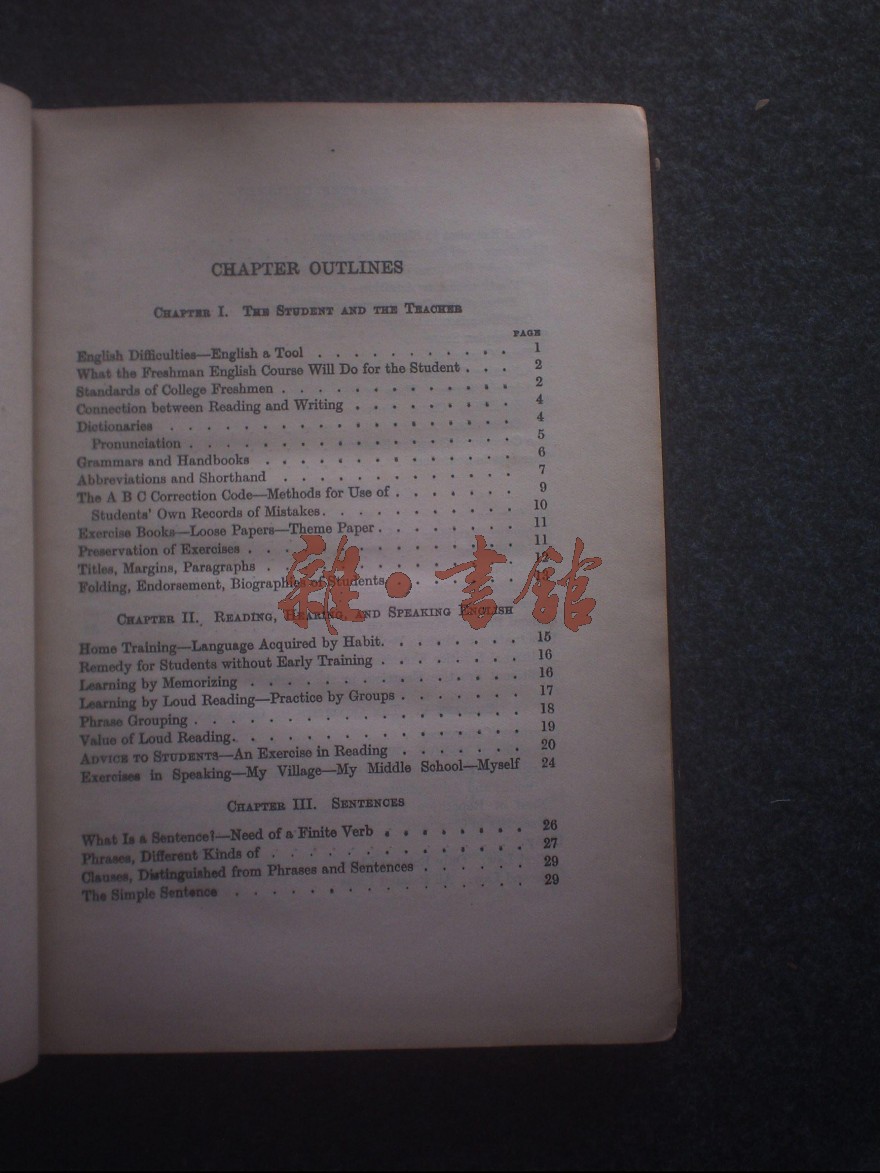 CHAPTER OUTLINES
CHAPTER I. THE STUDENT AND THE TEACHER
PAGE
English Difficulties—English a Tool . . . . . . . . . . . 1
What the Freshman English Course Will Do for the Student . . . 2
Standards of College Freshmen . . . . . . . . . . . . . 2
Connection between Reading and Writing . . . . . . . . . 4
Dictionaries . . . . . . . . . . . . . . . . . . . 4
Pronunciation . . . . . . . . . . . . . . . . . . 5
Grammars and Handbooks . . . . . . . . . . . . . . 6
Abbreviations and Shorthand . . . . . . . . . . . . . 7
The A B C Correction Code—Methods for Use of . . . . . . . 9
Students' Own Records of Mistakes . . . . . . . . . . . 10
Exercise Books—Loose Papers—Theme Paper . . . . . . . . 11
Preservation of Exercises . . . . . . . . . . . . . . . 11
Titles, Margins, Paragraphs . . . . . . . . . . . . . . 12
Folding, Endorsement, Biographies of Students . . . . . . . 13
雜·書館
CHAPTER II. READING, HEARING, AND SPEAKING ENGLISH
Home Training—Language Acquired by Habit . . . . . . . . 15
Remedy for Students without Early Training . . . . . . . . 16
Learning by Memorizing . . . . . . . . . . . . . . . 16
Learning by Loud Reading—Practice by Groups . . . . . . . 17
Phrase Grouping . . . . . . . . . . . . . . . . . . 18
Value of Loud Reading . . . . . . . . . . . . . . . . 19
ADVICE TO STUDENTS—An Exercise in Reading . . . . . . . 20
Exercises in Speaking—My Village—My Middle School—Myself 24
CHAPTER III. SENTENCES
What Is a Sentence?—Need of a Finite Verb . . . . . . . . 26
Phrases, Different Kinds of . . . . . . . . . . . . . . 27
Clauses, Distinguished from Phrases and Sentences . . . . . . 29
The Simple Sentence . . . . . . . . . . . . . . . . 29